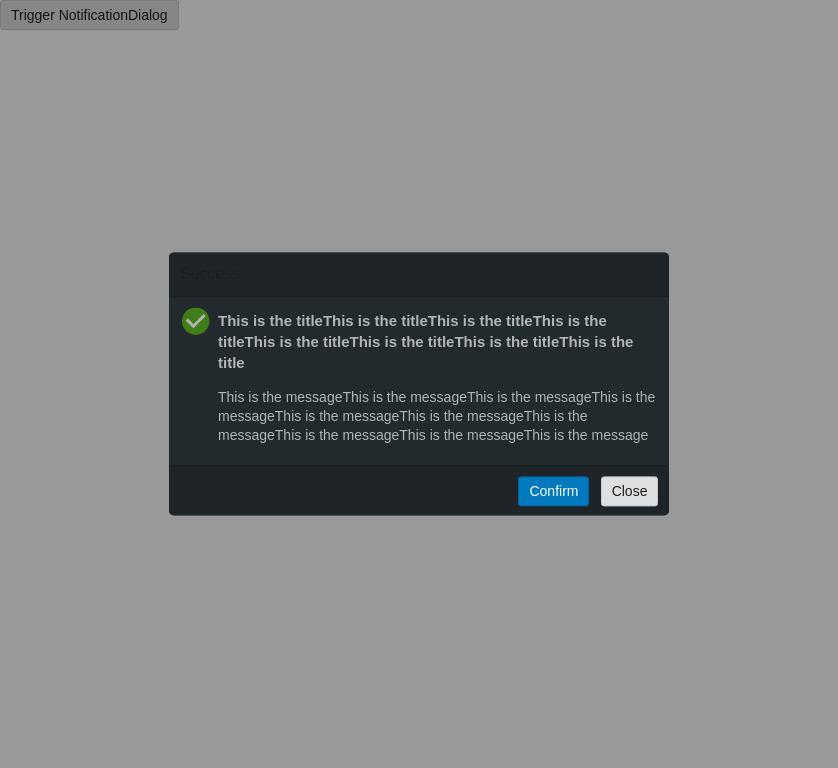 Trigger NotificationDialog
Success
This is the titleThis is the titleThis is the titleThis is the
titleThis is the titleThis is the titleThis is the titleThis is the
title
This is the messageThis is the messageThis is the messageThis is the
messageThis is the messageThis is the messageThis is the
messageThis is the messageThis is the messageThis is the message
Confirm
Close